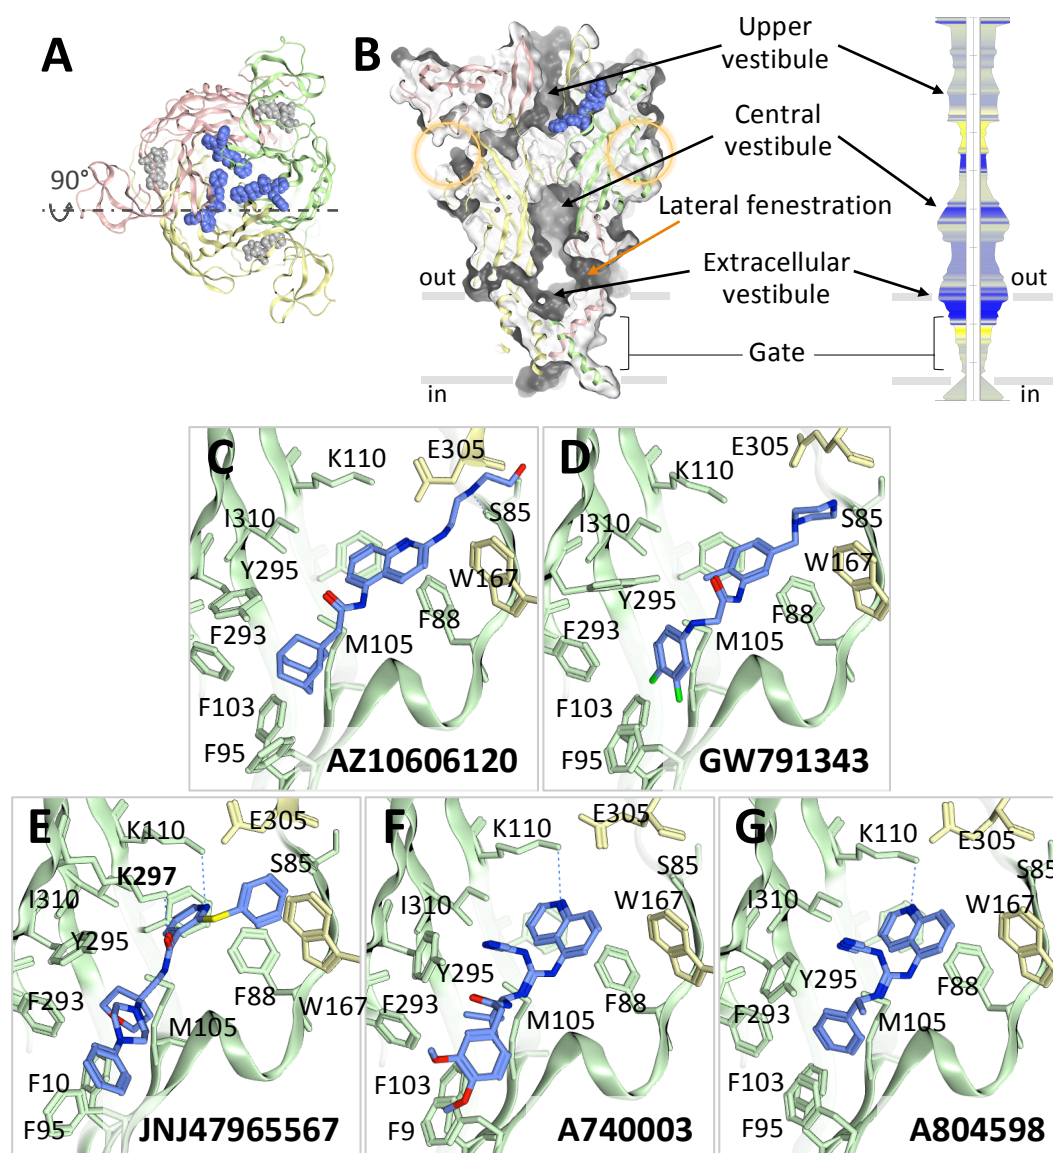 A
90°
B
Upper
vestibule
Central
vestibule
Lateral fenestration
Extracellular
vestibule
Gate
out
in
out
in
C
E305
K110
S85
I310
Y295
W167
F88
F293
M105
F103
F95
AZ10606120
D
E305
K110
S85
I310
W167
Y295
F88
F293
M105
F103
F95
GW791343
E
K110
E305
S85
K297
I310
Y295
F88
F293
W167
M105
F10
F95
JNJ47965567
F
E305
K110
S85
W167
I310
Y295
F88
F293
M105
F103
F9
A740003
G
K110
E305
S85
W167
I310
Y295
F88
F293
M105
F103
F95
A804598